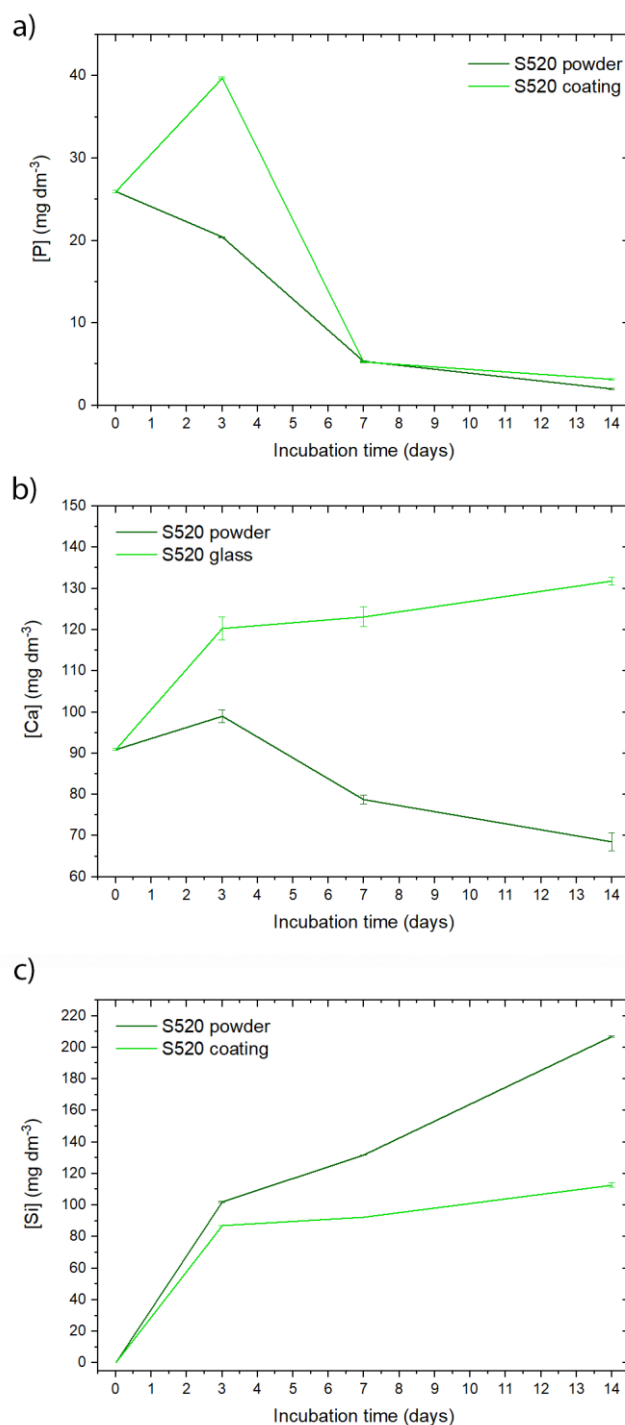 a)
S520 powder
S520 coating
40
30
20
10
0
[P] (mg dm⁻³)
0 1 2 3 4 5 6 7 8 9 10 11 12 13 14
Incubation time (days)
b)
S520 powder
S520 glass
150
140
130
120
110
100
90
80
70
60
[Ca] (mg dm⁻³)
0 1 2 3 4 5 6 7 8 9 10 11 12 13 14
Incubation time (days)
c)
S520 powder
S520 coating
220
200
180
160
140
120
100
80
60
40
20
0
[Si] (mg dm⁻³)
0 1 2 3 4 5 6 7 8 9 10 11 12 13 14
Incubation time (days)